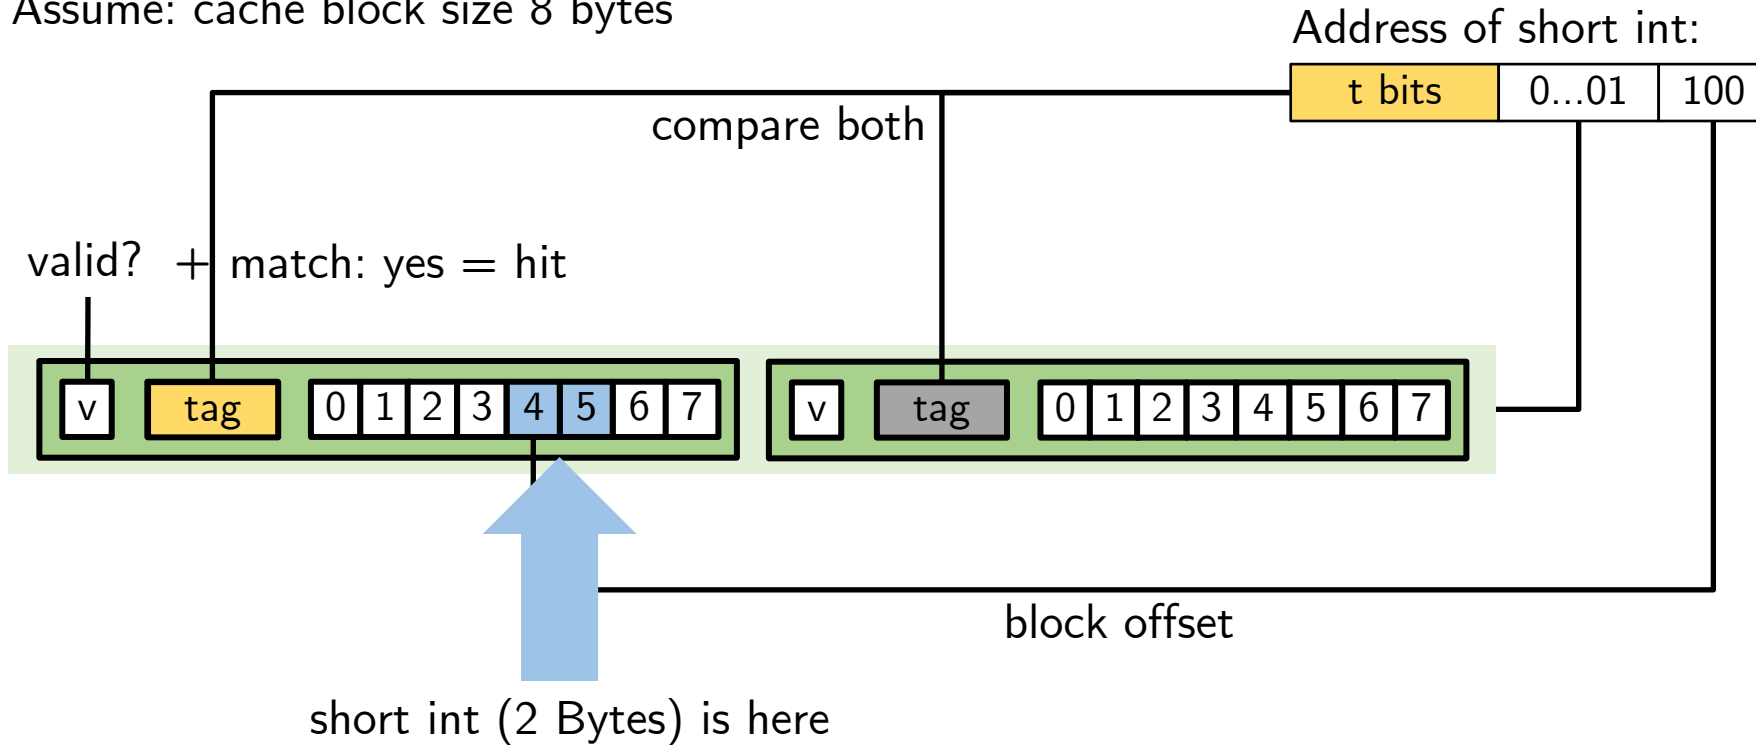 Assume: cache block size 8 bytes
Address of short int:
t bits 0...01 100
compare both
valid? + match: yes = hit
v tag 0 1 2 3 4 5 6 7 v tag 0 1 2 3 4 5 6 7
block offset
short int (2 Bytes) is here